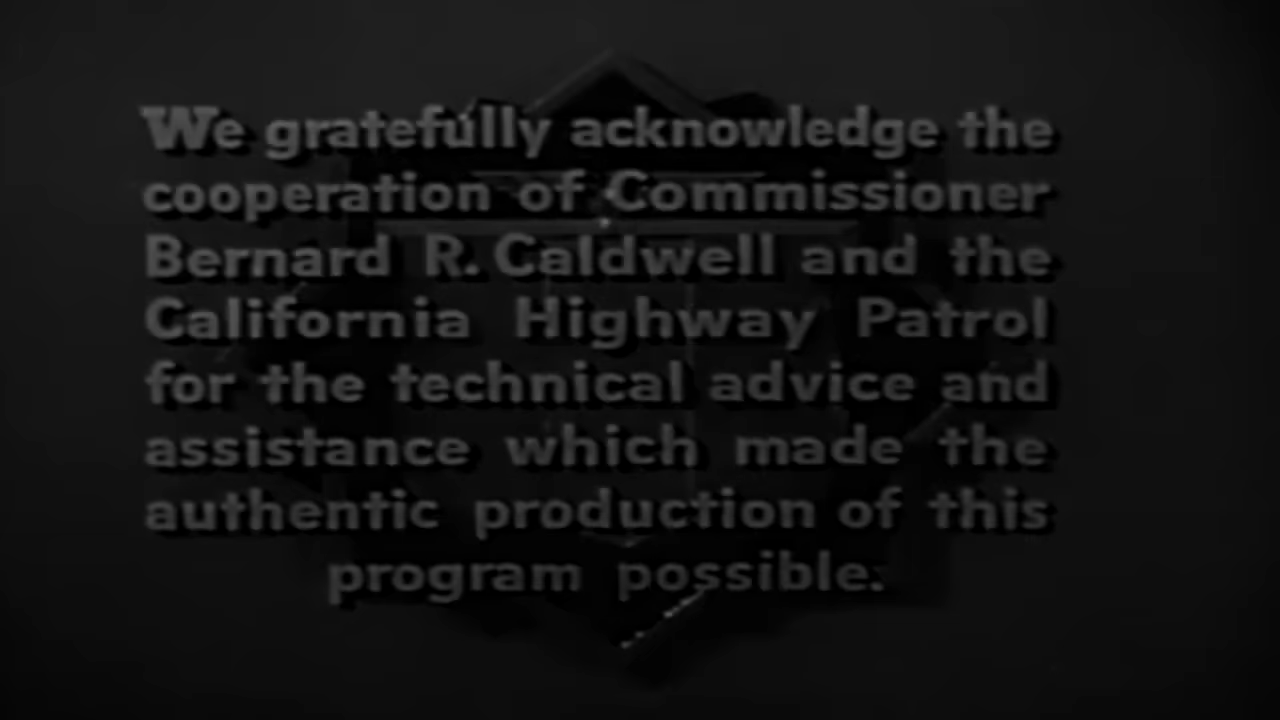 We gratefully acknowledge the
cooperation of Commissioner
Bernard R. Caldwell and the
California Highway Patrol
for the technical advice and
assistance which made the
authentic production of this
program possible.